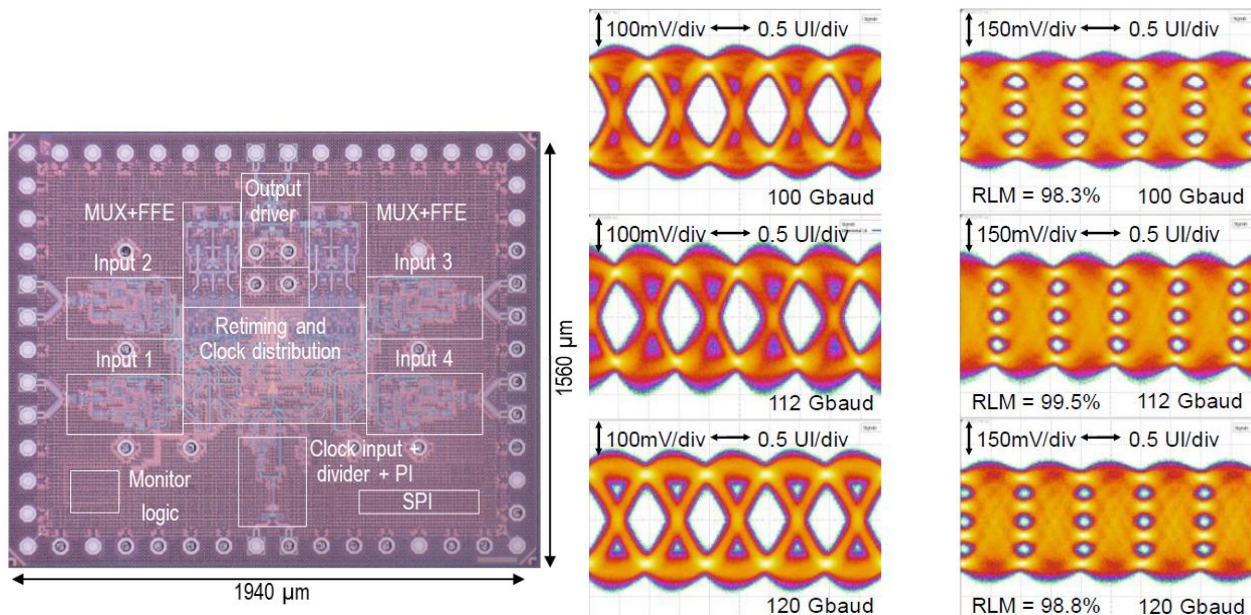 MUX+FFE
Output
driver
MUX+FFE
Input 2
Input 3
Retiming and
Clock distribution
Input 1
Input 4
Clock input +
divider + PI
Monitor
logic
SPI
1560 µm
1940 µm
100mV/div
0.5 UI/div
100 Gbaud
100mV/div
0.5 UI/div
112 Gbaud
100mV/div
0.5 UI/div
120 Gbaud
150mV/div
0.5 UI/div
RLM = 98.3%
100 Gbaud
150mV/div
0.5 UI/div
RLM = 99.5%
112 Gbaud
150mV/div
0.5 UI/div
RLM = 98.8%
120 Gbaud